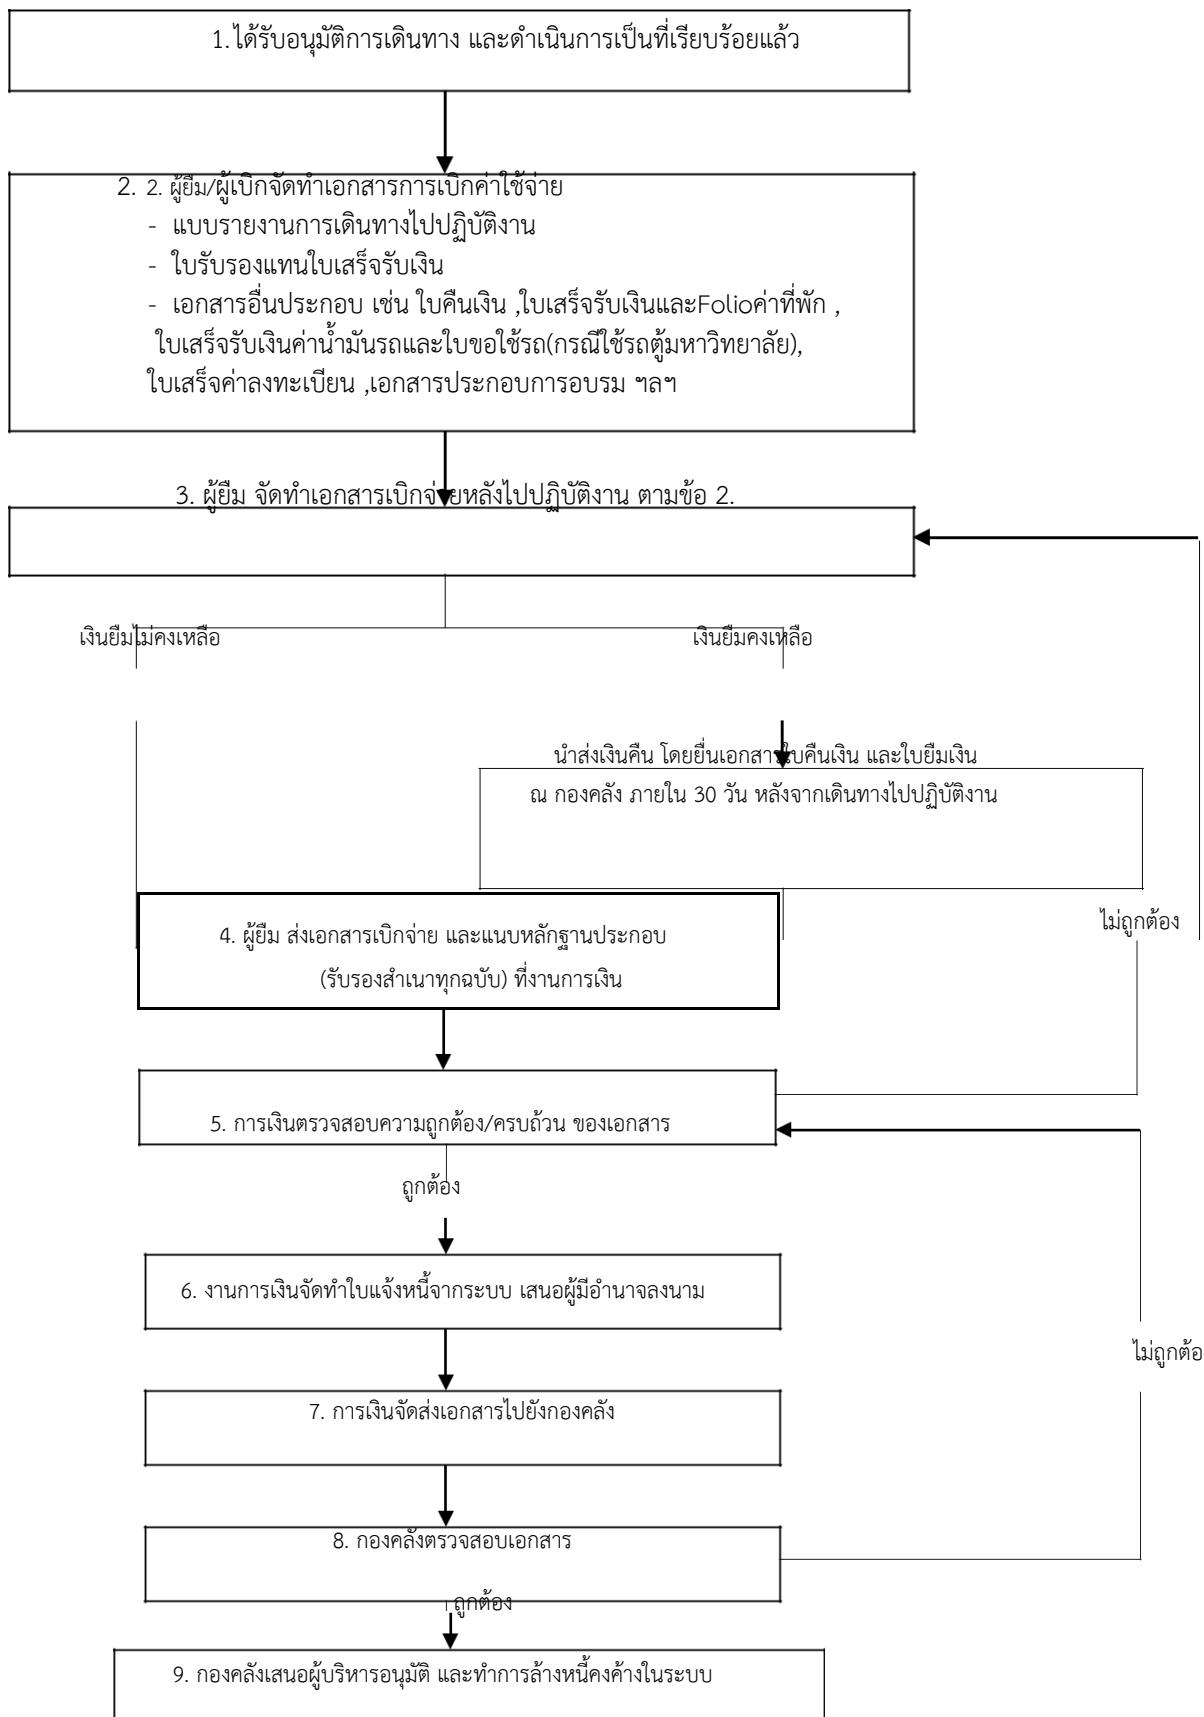 1. ได้รับอนุมัติการเดินทาง และดำเนินการเป็นที่เรียบร้อยแล้ว
2. 2. ผู้ยืม/ผู้เบิกจัดทำเอกสารการเบิกค่าใช้จ่าย
- แบบรายงานการเดินทางไปปฏิบัติงาน
- ใบรับรองแทนใบเสร็จรับเงิน
- เอกสารอื่นประกอบ เช่น ใบคืนเงิน ,ใบเสร็จรับเงินและFolioค่าที่พัก ,
ใบเสร็จรับเงินค่าน้ำมันรถและใบขอใช้รถ(กรณีใช้รถตู้มหาวิทยาลัย),
ใบเสร็จค่าลงทะเบียน ,เอกสารประกอบการอบรม ฯลฯ
3. ผู้ยืม จัดทำเอกสารเบิกจ่ายหลังไปปฏิบัติงาน ตามข้อ 2.
เงินยืมไม่คงเหลือ
เงินยืมคงเหลือ
นำส่งเงินคืน โดยยื่นเอกสารใบคืนเงิน และใบยืมเงิน
ณ กองคลัง ภายใน 30 วัน หลังจากเดินทางไปปฏิบัติงาน
ไม่ถูกต้อง
4. ผู้ยืม ส่งเอกสารเบิกจ่าย และแนบหลักฐานประกอบ
(รับรองสำเนาทุกฉบับ) ที่งานการเงิน
5. การเงินตรวจสอบความถูกต้อง/ครบถ้วน ของเอกสาร
ถูกต้อง
6. งานการเงินจัดทำใบแจ้งหนี้จากระบบ เสนอผู้มีอำนาจลงนาม
ไม่ถูกต้อ
7. การเงินจัดส่งเอกสารไปยังกองคลัง
8. กองคลังตรวจสอบเอกสาร
ถูกต้อง
9. กองคลังเสนอผู้บริหารอนุมัติ และทำการล้างหนี้คงค้างในระบบ